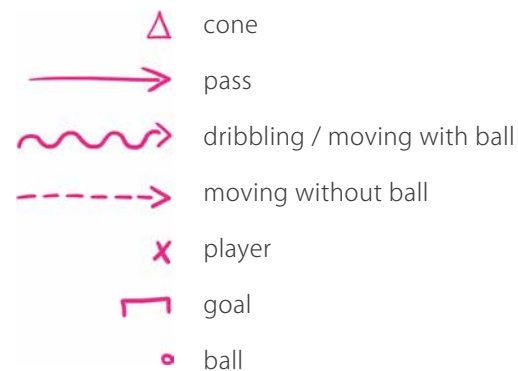 cone
pass
dribbling / moving with ball
moving without ball
player
goal
ball